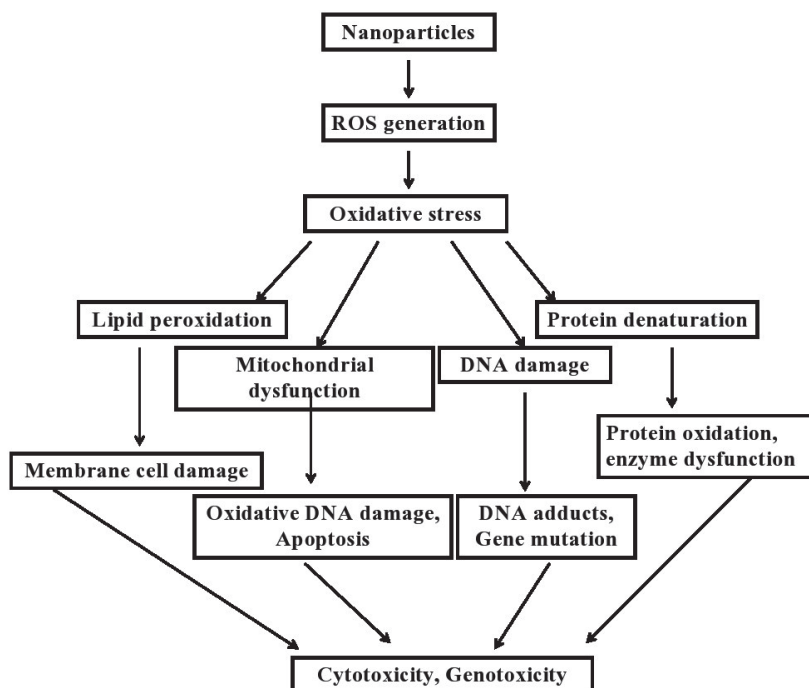 Nanoparticles
ROS generation
Oxidative stress
Lipid peroxidation
Protein denaturation
Mitochondrial
dysfunction
DNA damage
Protein oxidation,
enzyme dysfunction
Membrane cell damage
Oxidative DNA damage,
Apoptosis
DNA adducts,
Gene mutation
Cytotoxicity, Genotoxicity